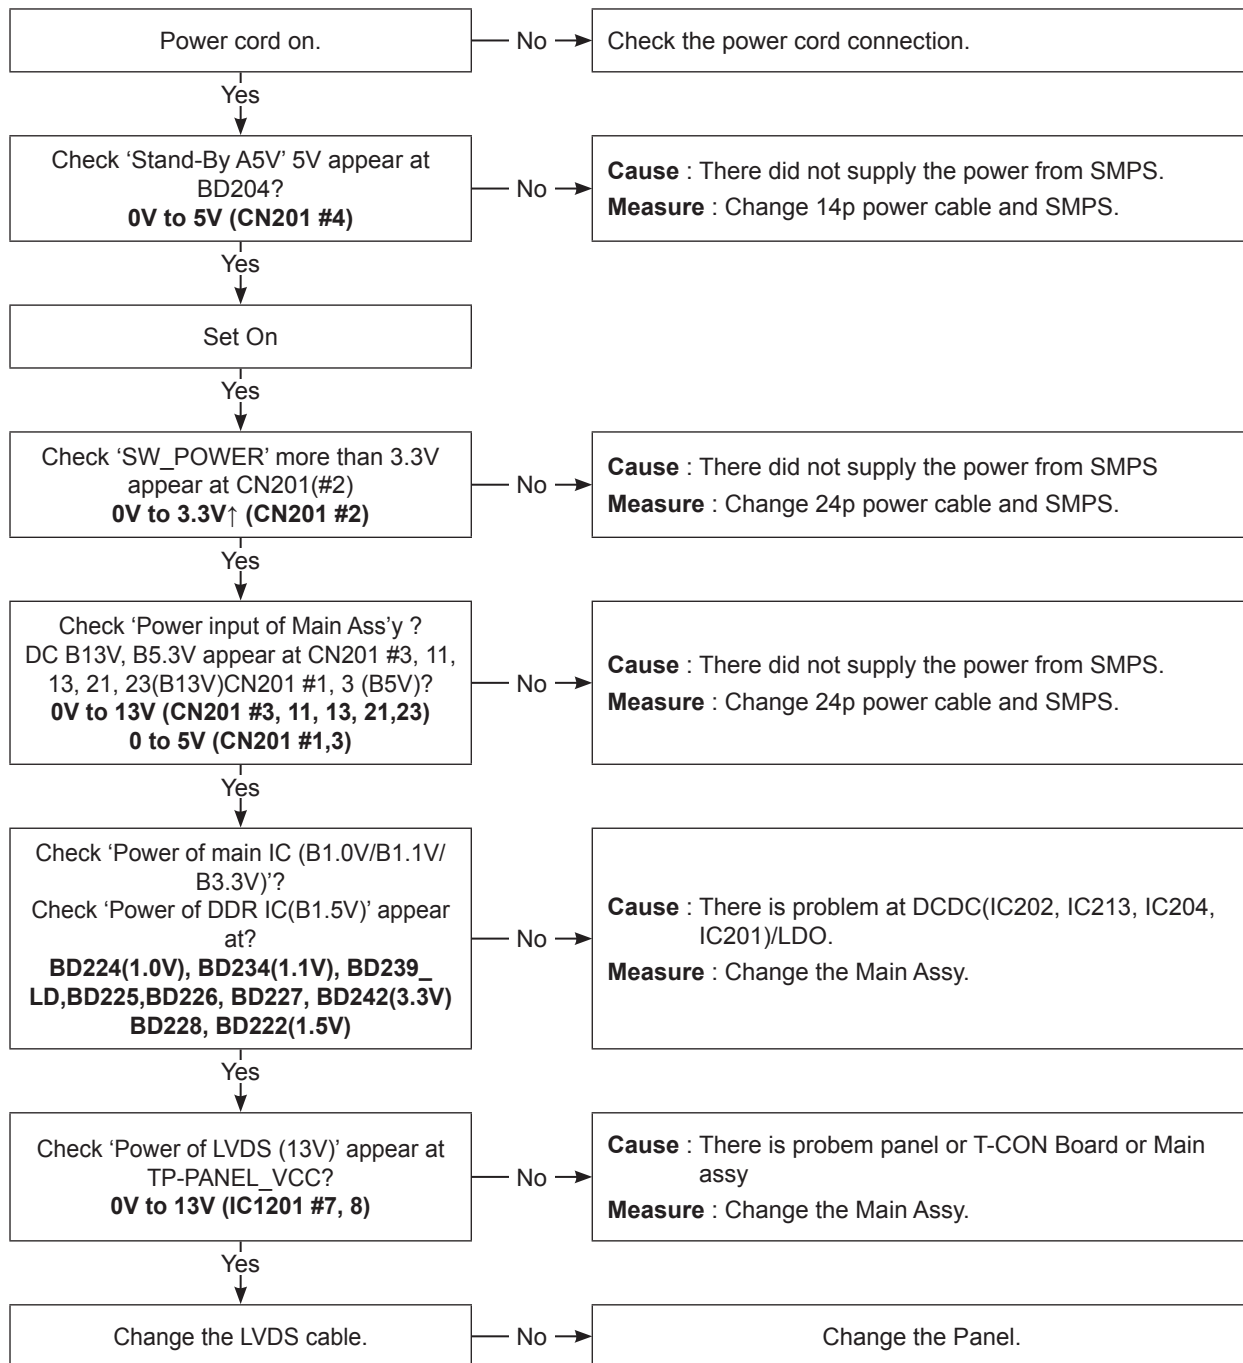 Power cord on.
No
Check the power cord connection.
Yes
Check ‘Stand-By A5V’ 5V appear at
BD204?
0V to 5V (CN201 #4)
No
Cause : There did not supply the power from SMPS.
Measure : Change 14p power cable and SMPS.
Yes
Set On
Yes
Check ‘SW_POWER’ more than 3.3V
appear at CN201(#2)
0V to 3.3V↑ (CN201 #2)
No
Cause : There did not supply the power from SMPS
Measure : Change 24p power cable and SMPS.
Yes
Check ‘Power input of Main Ass’y ?
DC B13V, B5.3V appear at CN201 #3, 11,
13, 21, 23(B13V)CN201 #1, 3 (B5V)?
0V to 13V (CN201 #3, 11, 13, 21,23)
0 to 5V (CN201 #1,3)
No
Cause : There did not supply the power from SMPS.
Measure : Change 24p power cable and SMPS.
Yes
Check ‘Power of main IC (B1.0V/B1.1V/
B3.3V)’?
Check ‘Power of DDR IC(B1.5V)’ appear
at?
BD224(1.0V), BD234(1.1V), BD239_
LD,BD225,BD226, BD227, BD242(3.3V)
BD228, BD222(1.5V)
No
Cause : There is problem at DCDC(IC202, IC213, IC204,
IC201)/LDO.
Measure : Change the Main Assy.
Yes
Check ‘Power of LVDS (13V)’ appear at
TP-PANEL_VCC?
0V to 13V (IC1201 #7, 8)
No
Cause : There is probem panel or T-CON Board or Main
assy
Measure : Change the Main Assy.
Yes
Change the LVDS cable.
No
Change the Panel.